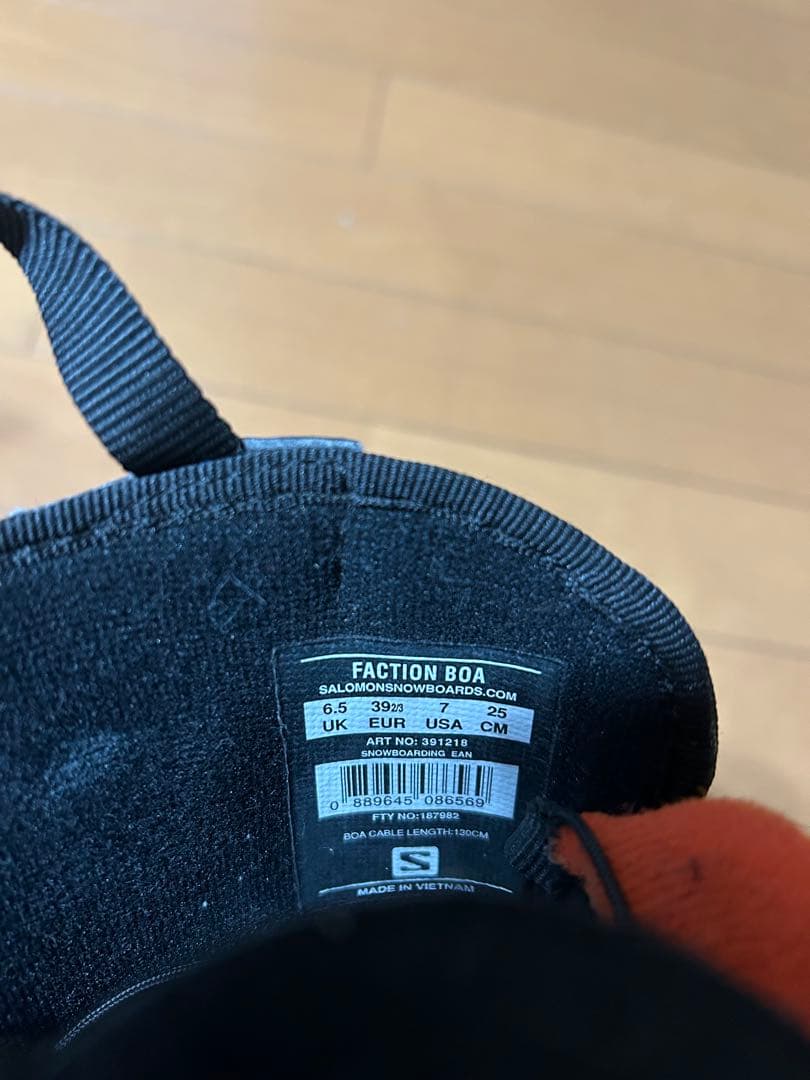 FACTION BOA
SALOMONSNOWBOARDS.COM
6.5 39 2/3 7 25
UK EUR USA CM
ART NO: 391218
SNOWBOARDING EAN
0 889645 086569
FTY NO:187982
BOA CABLE LENGTH:130CM
S
MADE IN VIETNAM